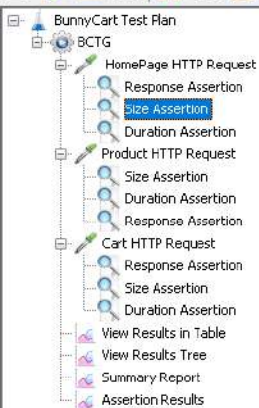 BunnyCart Test Plan
BCTG
HomePage HTTP Request
Response Assertion
Size Assertion
Duration Assertion
Product HTTP Request
Size Assertion
Duration Assertion
Response Assertion
Cart HTTP Request
Response Assertion
Size Assertion
Duration Assertion
View Results in Table
View Results Tree
Summary Report
Assertion Results